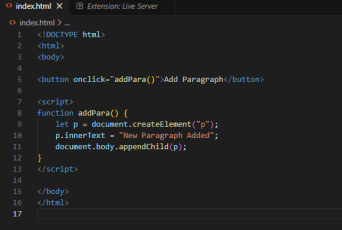 index.html × Extension: Live Server
index.html > ...
1 <!DOCTYPE html>
2 <html>
3 <body>
4
5 <button onclick="addPara()">Add Paragraph</button>
6
7 <script>
8 function addPara() {
9     let p = document.createElement("p");
10     p.innerText = "New Paragraph Added";
11     document.body.appendChild(p);
12 }
13 </script>
14
15 </body>
16 </html>
17